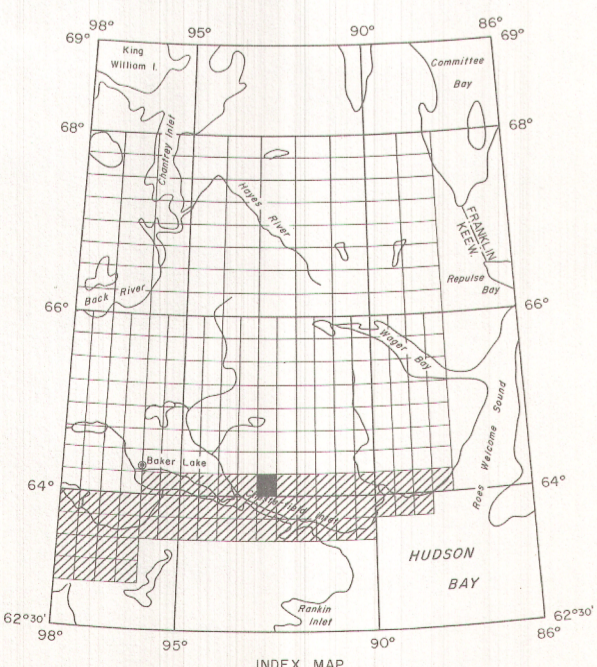 98° 95° 90° 86°
69° 69°
King
William I.
Committee
Bay
68° 68°
Chantrey Inlet
Hayes River
FRANKLIN
KEEW.
Repulse
Bay
Back River
66° 66°
Wager Bay
Roes Welcome Sound
Baker Lake
64° 64°
Chesterfield Inlet
HUDSON
BAY
Rankin
Inlet
62°30' 62°30'
98° 95° 90° 86°
INDEX MAP